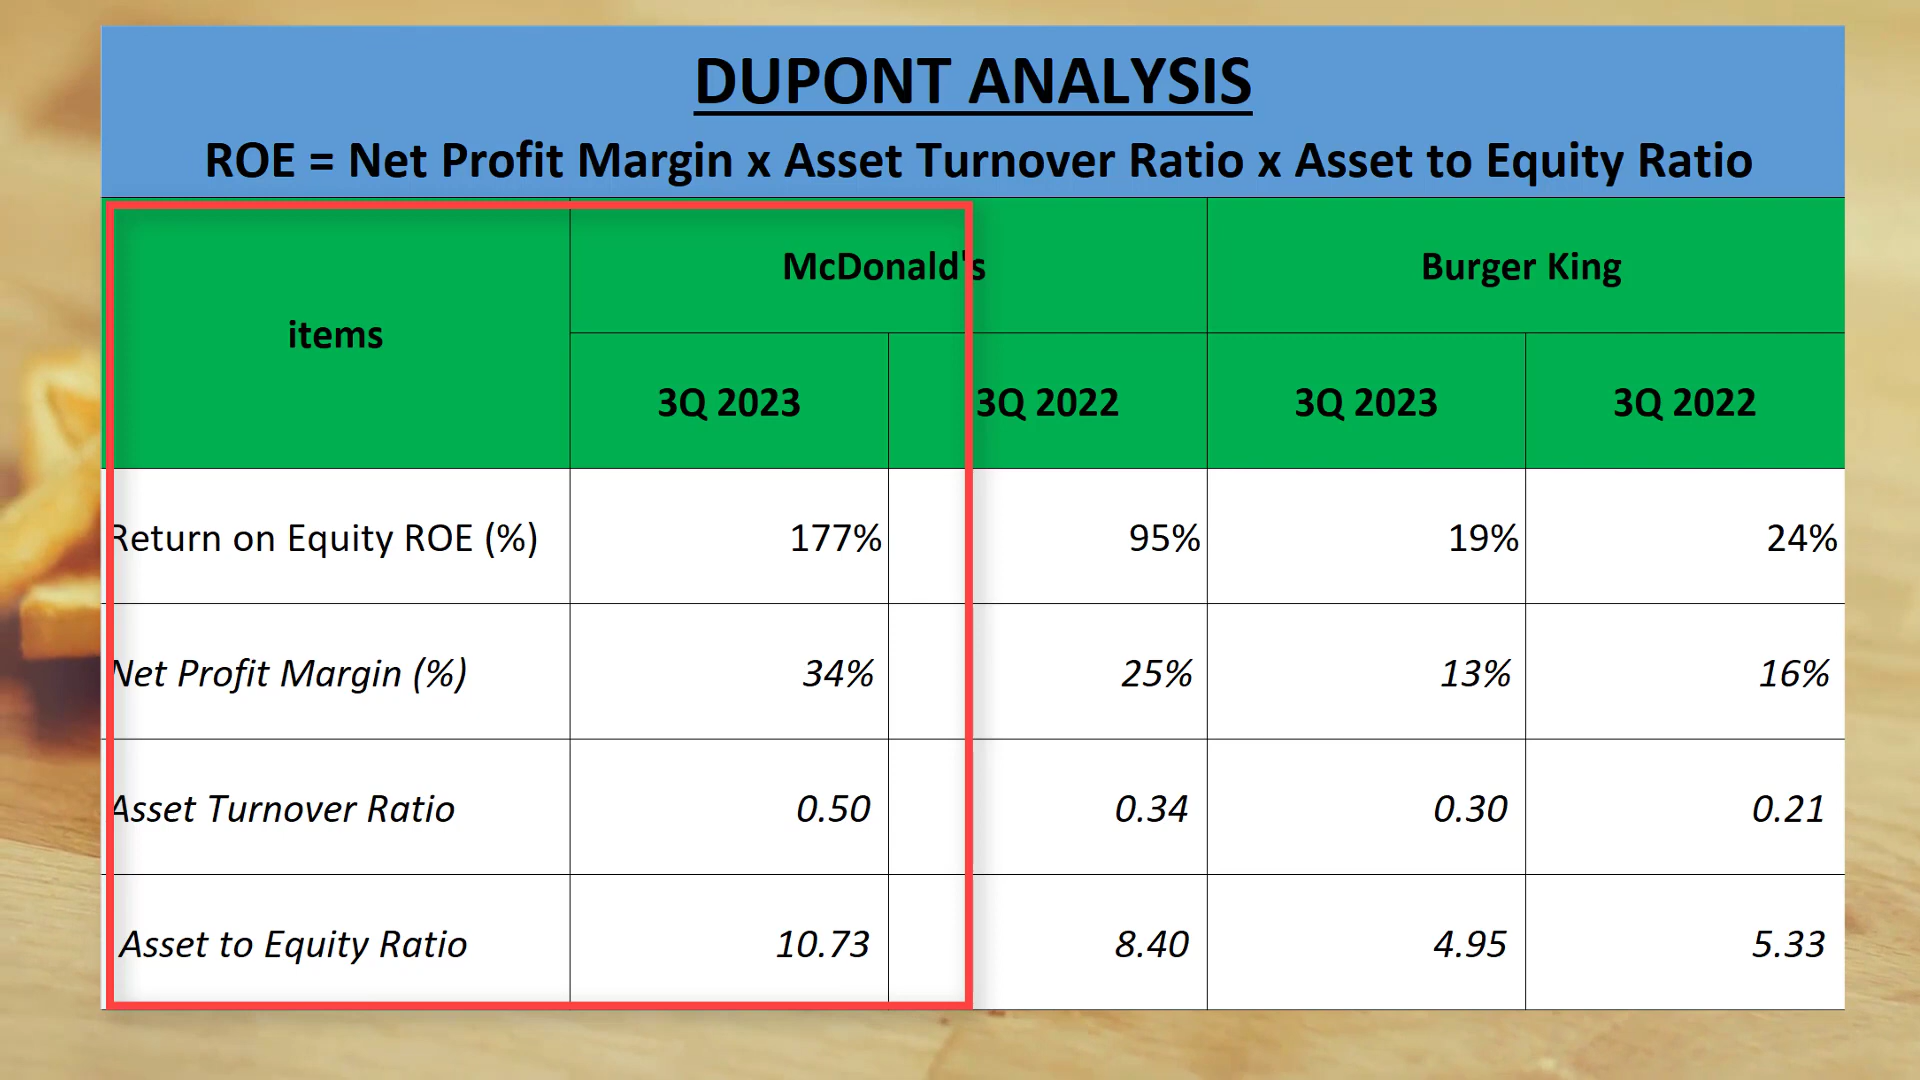 DUPONT ANALYSIS
ROE = Net Profit Margin x Asset Turnover Ratio x Asset to Equity Ratio
items
McDonald's
Burger King
3Q 2023
3Q 2022
3Q 2023
3Q 2022
Return on Equity ROE (%)
177%
95%
19%
24%
Net Profit Margin (%)
34%
25%
13%
16%
Asset Turnover Ratio
0.50
0.34
0.30
0.21
Asset to Equity Ratio
10.73
8.40
4.95
5.33